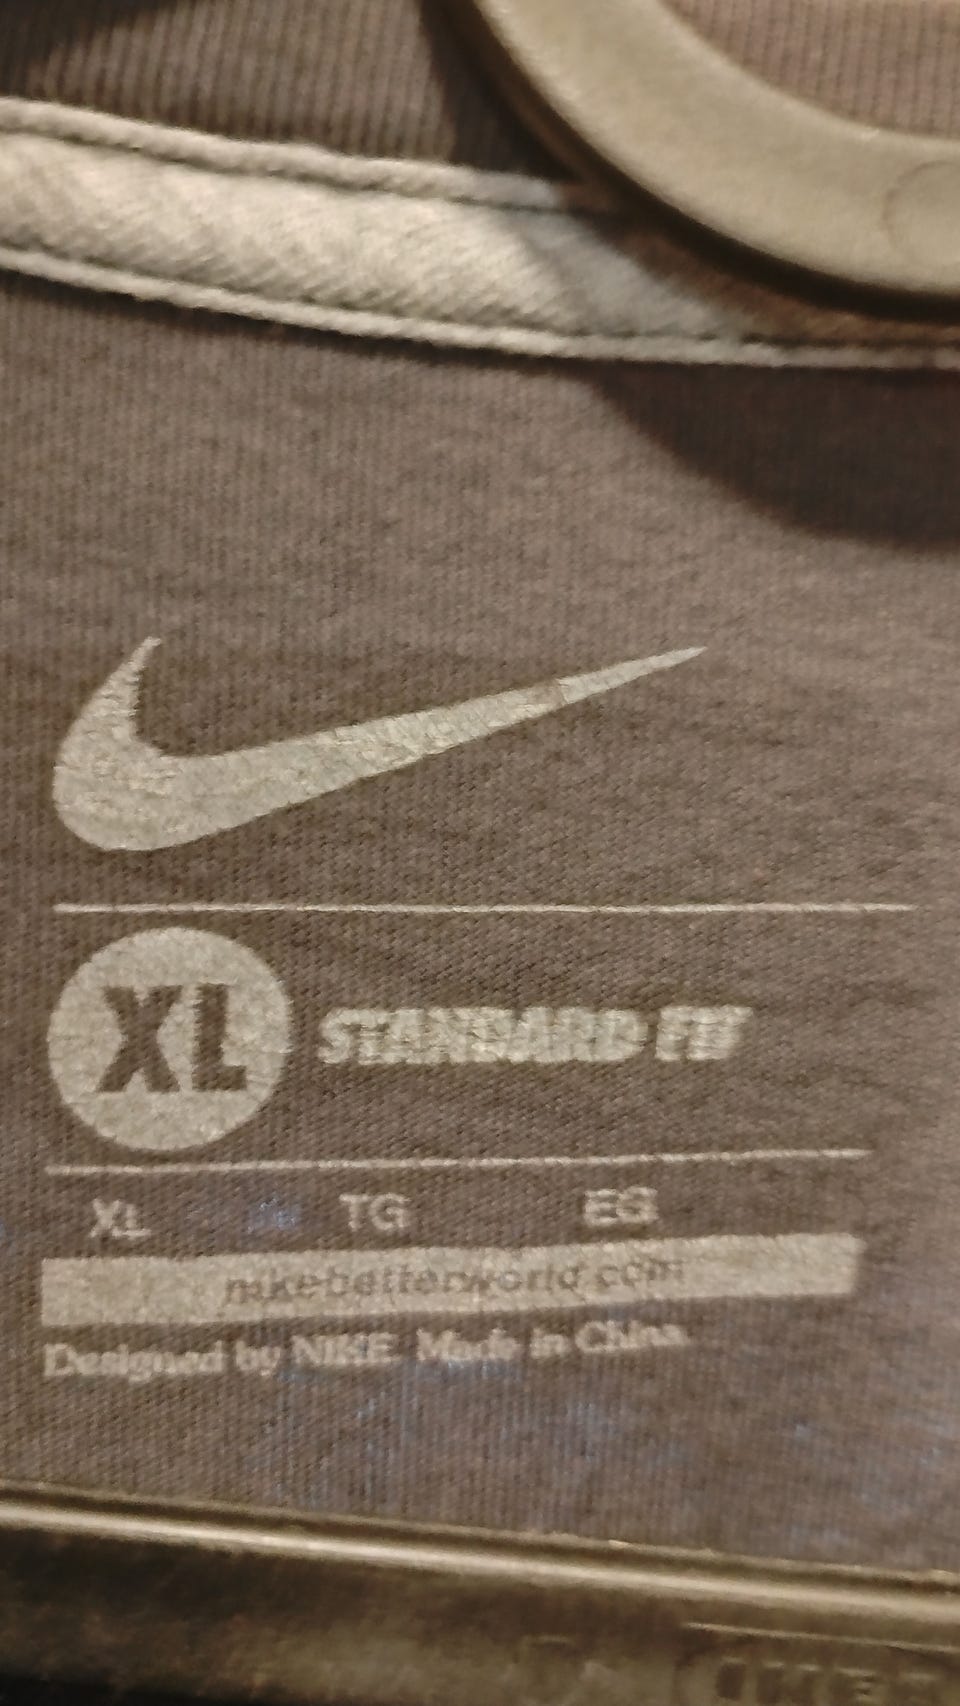 XL STANDARD FIT
XL TG EG
nikebetterworld.com
Designed by NIKE. Made in China.